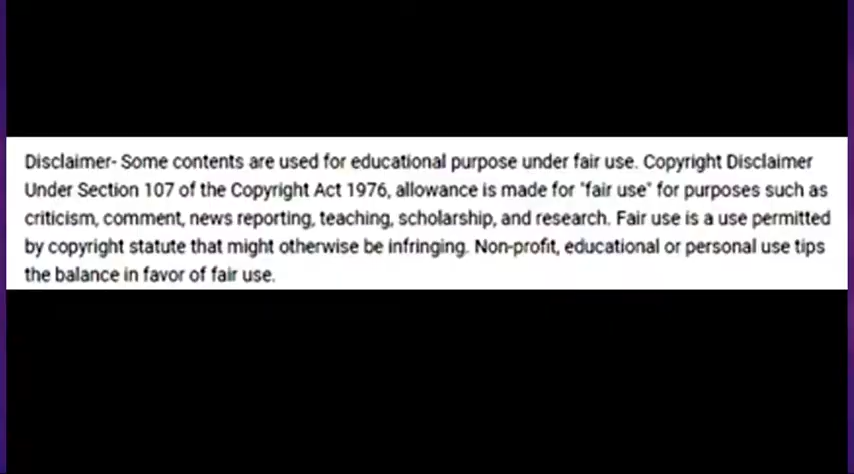 Disclaimer- Some contents are used for educational purpose under fair use. Copyright Disclaimer
Under Section 107 of the Copyright Act 1976, allowance is made for "fair use" for purposes such as
criticism, comment, news reporting, teaching, scholarship, and research. Fair use is a use permitted
by copyright statute that might otherwise be infringing. Non-profit, educational or personal use tips
the balance in favor of fair use.